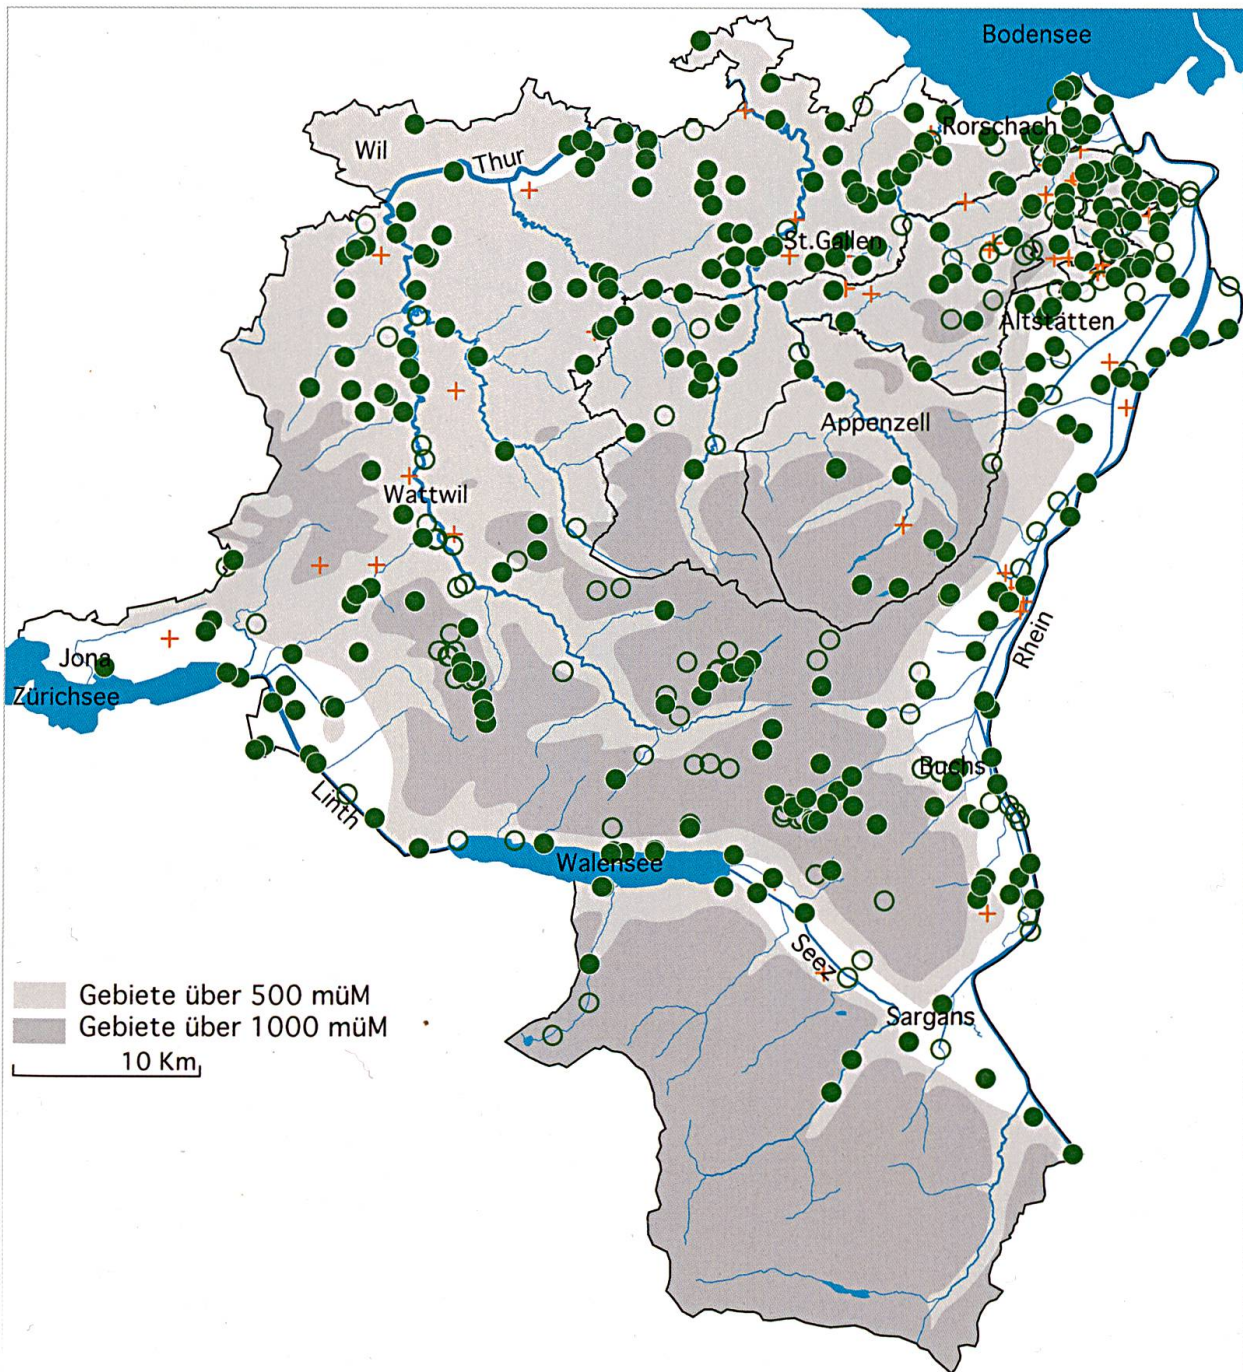 Bodensee
Rorschach
Wil
Thur
St.Gallen
Altstätten
Appenzell
Wattwil
Rhein
Jona
Zürichsee
Buchs
Linth
Walensee
Seez
Sargans
Gebiete über 500 müM
Gebiete über 1000 müM
10 Km